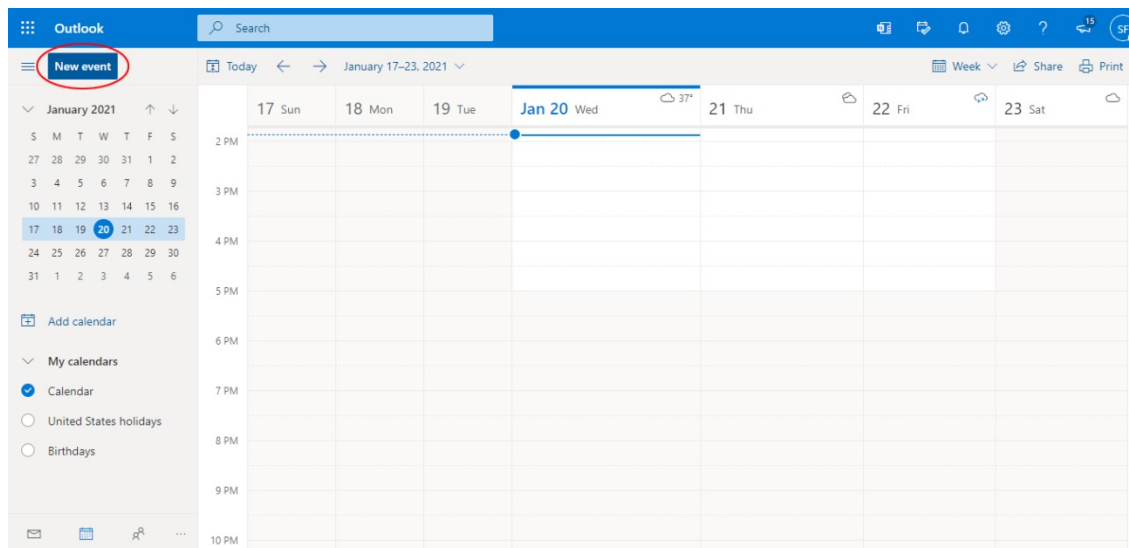 Outlook
Search
15
SF
New event
Today
January 17–23, 2021
Week
Share
Print
January 2021
S M T W T F S
27 28 29 30 31 1 2
3 4 5 6 7 8 9
10 11 12 13 14 15 16
17 18 19 20 21 22 23
24 25 26 27 28 29 30
31 1 2 3 4 5 6
Add calendar
My calendars
Calendar
United States holidays
Birthdays
17 Sun
18 Mon
19 Tue
Jan 20 Wed
37°
21 Thu
22 Fri
23 Sat
2 PM
3 PM
4 PM
5 PM
6 PM
7 PM
8 PM
9 PM
10 PM